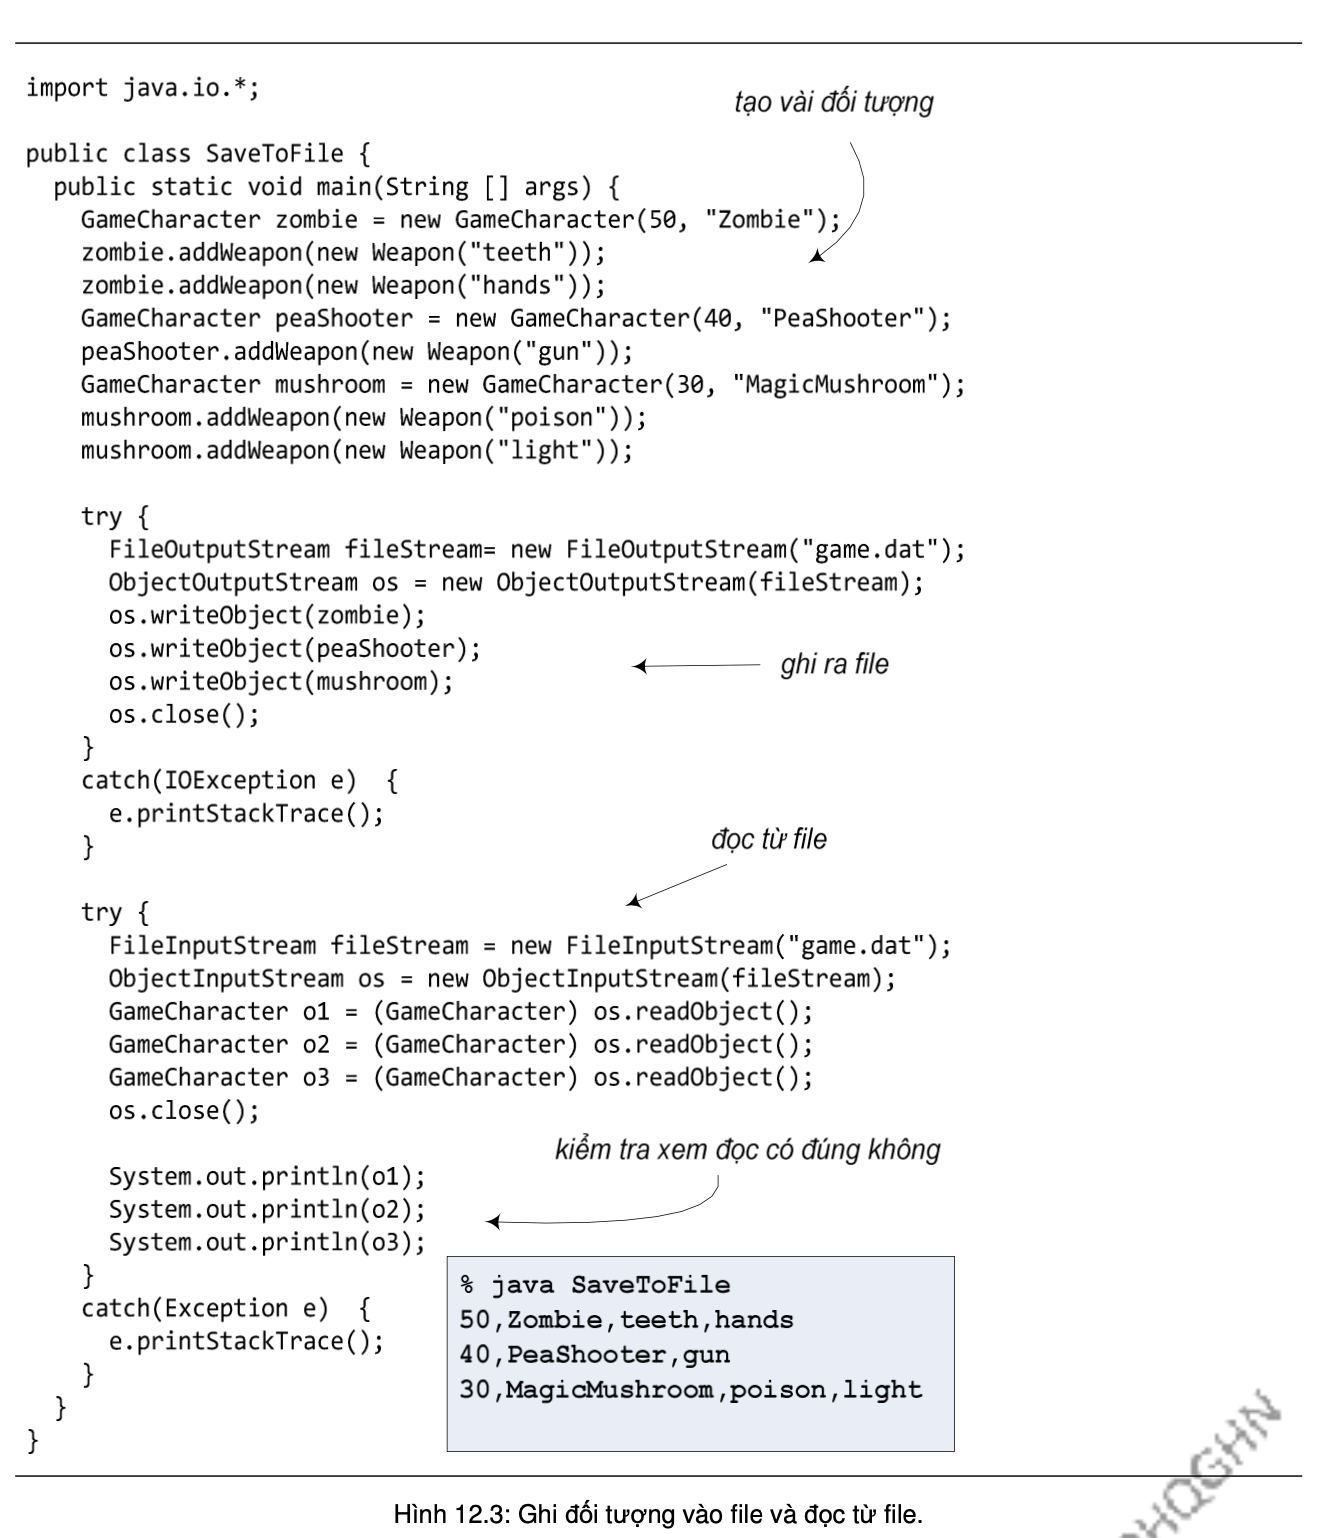 import java.io.*;
tạo vài đối tượng
public class SaveToFile {
  public static void main(String [] args) {
    GameCharacter zombie = new GameCharacter(50, "Zombie");
    zombie.addWeapon(new Weapon("teeth"));
    zombie.addWeapon(new Weapon("hands"));
    GameCharacter peaShooter = new GameCharacter(40, "PeaShooter");
    peaShooter.addWeapon(new Weapon("gun"));
    GameCharacter mushroom = new GameCharacter(30, "MagicMushroom");
    mushroom.addWeapon(new Weapon("poison"));
    mushroom.addWeapon(new Weapon("light"));
    try {
      FileOutputStream fileStream= new FileOutputStream("game.dat");
      ObjectOutputStream os = new ObjectOutputStream(fileStream);
      os.writeObject(zombie);
      os.writeObject(peaShooter);
ghi ra file
      os.writeObject(mushroom);
      os.close();
    }
    catch(IOException e)  {
      e.printStackTrace();
    }
đọc từ file
    try {
      FileInputStream fileStream = new FileInputStream("game.dat");
      ObjectInputStream os = new ObjectInputStream(fileStream);
      GameCharacter o1 = (GameCharacter) os.readObject();
      GameCharacter o2 = (GameCharacter) os.readObject();
      GameCharacter o3 = (GameCharacter) os.readObject();
      os.close();
kiểm tra xem đọc có đúng không
      System.out.println(o1);
      System.out.println(o2);
      System.out.println(o3);
    }
    catch(Exception e)  {
      e.printStackTrace();
    }
  }
}
% java SaveToFile
50,Zombie,teeth,hands
40,PeaShooter,gun
30,MagicMushroom,poison,light
HQGHN
Hình 12.3: Ghi đối tượng vào file và đọc từ file.